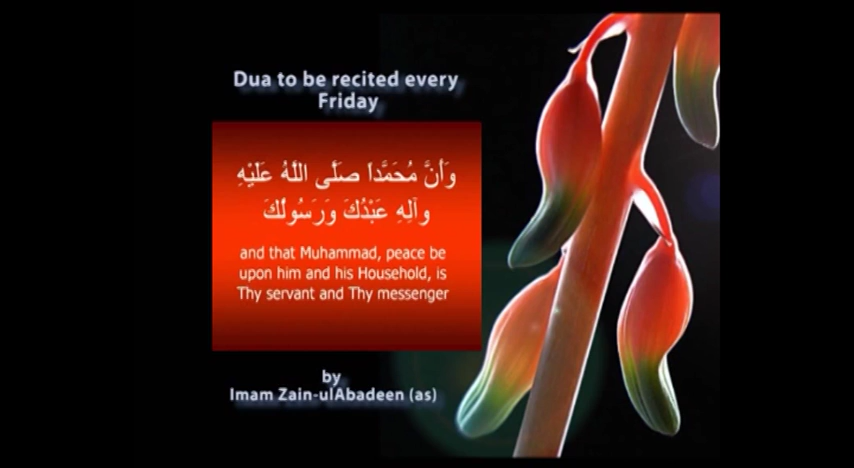 Dua to be recited every
Friday
وَأَنَّ مُحَمَّداً صَلَّى اللَّهُ عَلَيْهِ
وآلِهِ عَبْدُكَ وَرَسُولُكَ
and that Muhammad, peace be
upon him and his Household, is
Thy servant and Thy messenger
by
Imam Zain-ulAbadeen (as)